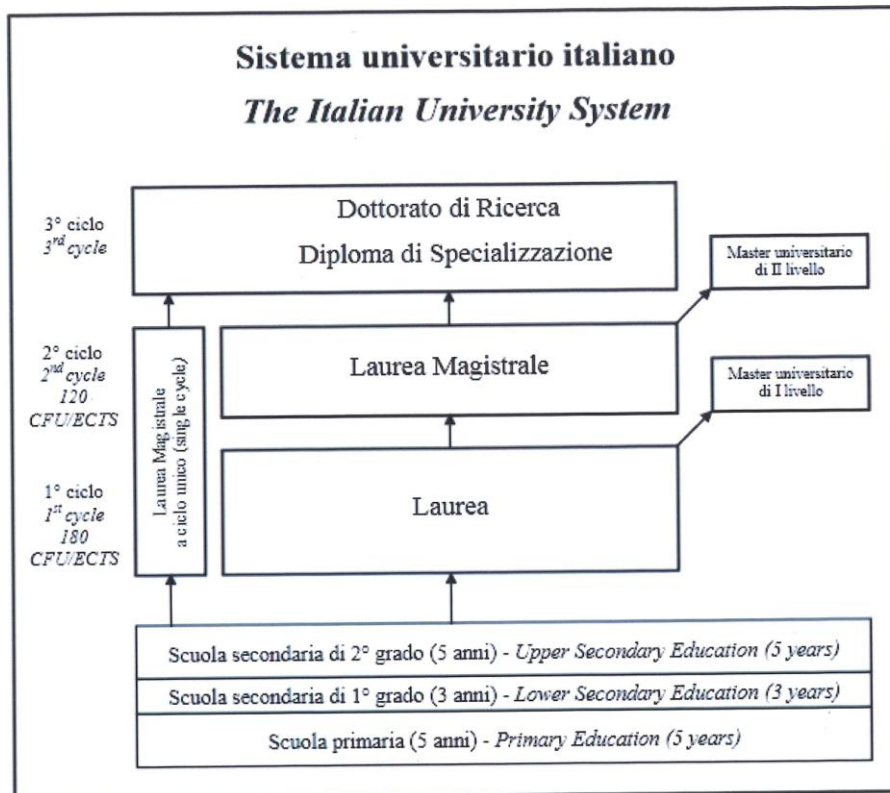 Sistema universitario italiano
The Italian University System
3° ciclo
3rd cycle
Dottorato di Ricerca
Diploma di Specializzazione
Master universitario
di II livello
2° ciclo
2nd cycle
120
CFU/ECTS
Laurea Magistrale
a ciclo unico (single cycle)
Laurea Magistrale
Master universitario
di I livello
1° ciclo
1st cycle
180
CFU/ECTS
Laurea
Scuola secondaria di 2° grado (5 anni) - Upper Secondary Education (5 years)
Scuola secondaria di 1° grado (3 anni) - Lower Secondary Education (3 years)
Scuola primaria (5 anni) - Primary Education (5 years)